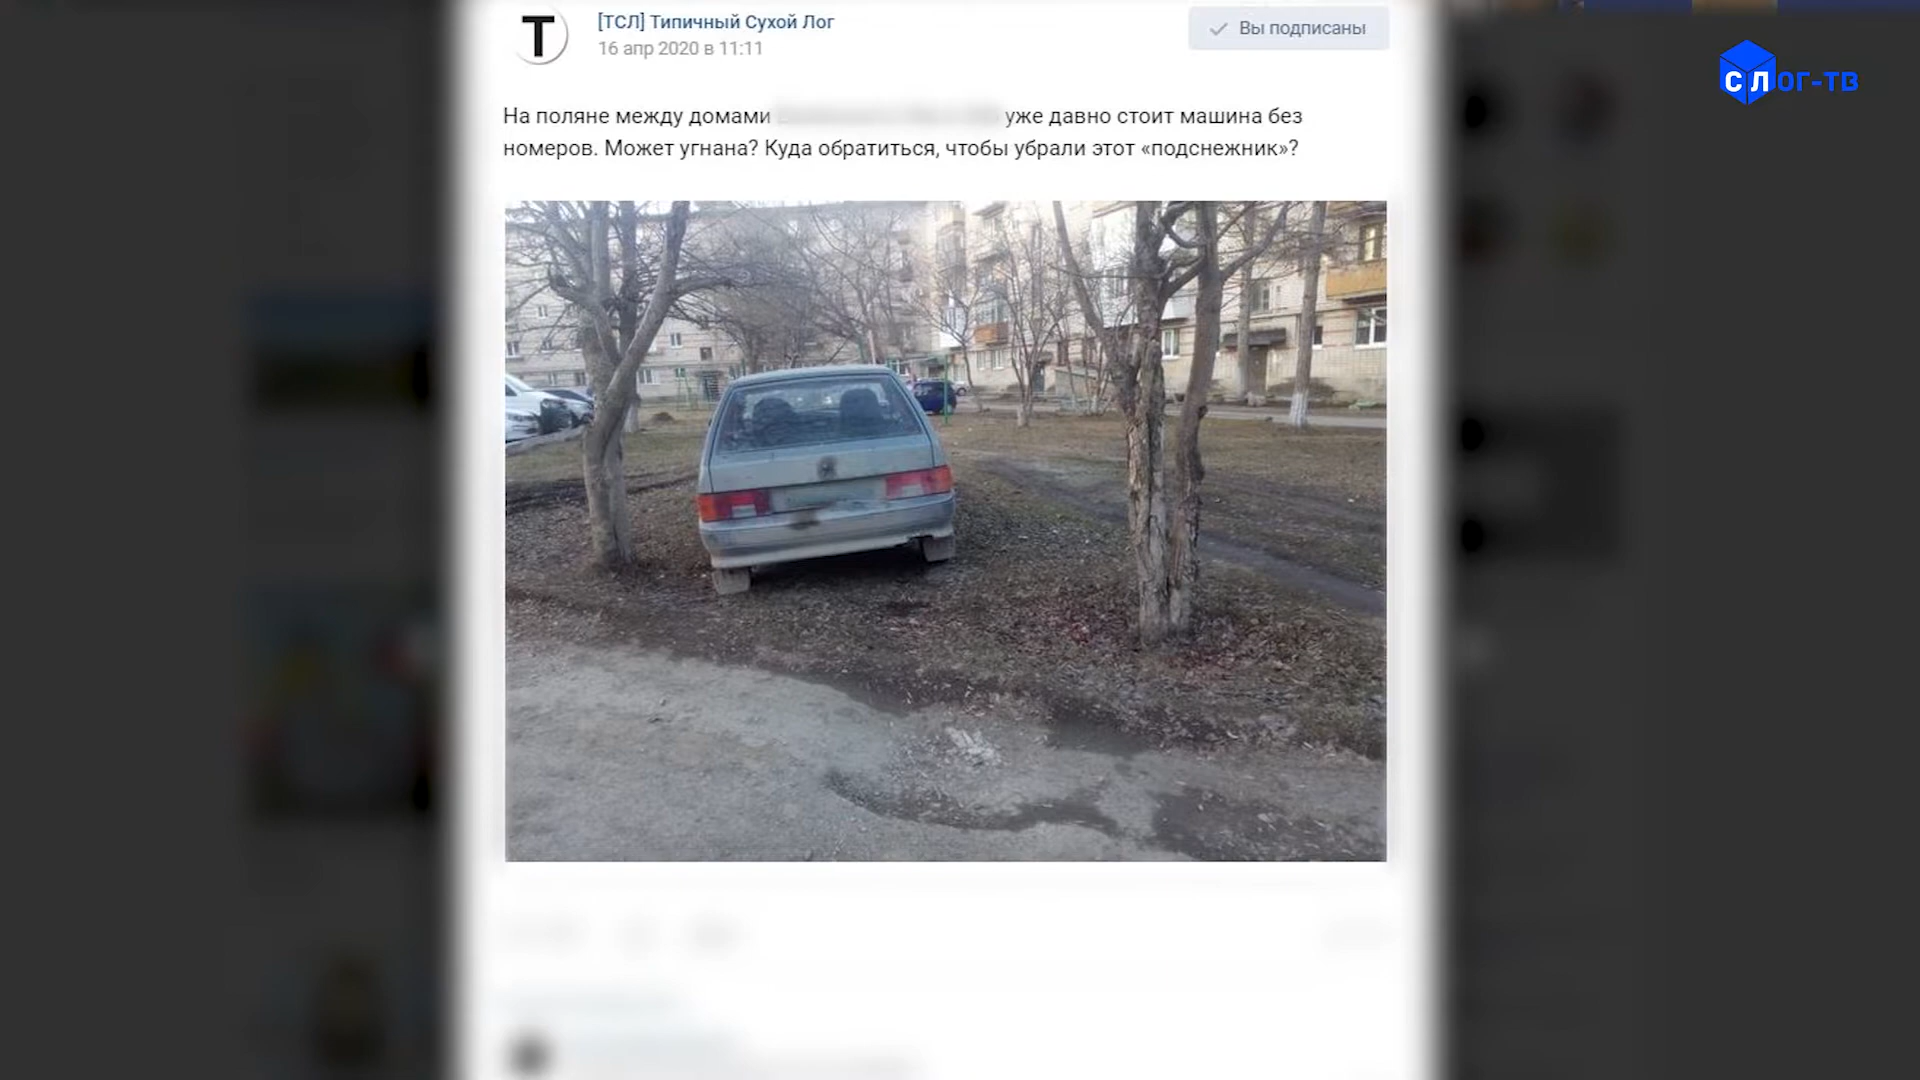 Т
[ТСЛ] Типичный Сухой Лог
16 апр 2020 в 11:11
Вы подписаны
СЛОГ-ТВ
На поляне между домами уже давно стоит машина без
номеров. Может угнана? Куда обратиться, чтобы убрали этот «подснежник»?